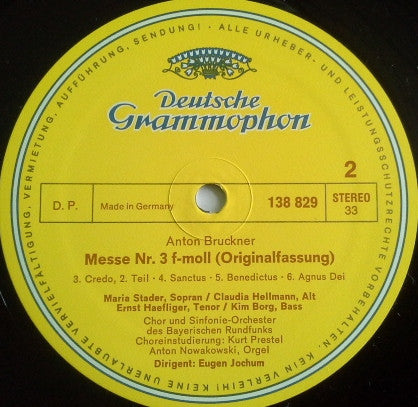 VERMIETUNG, AUFFÜHRUNG, SENDUNG! · ALLE URHEBER- UND LEISTUNGSSCHUTZRECHTE VORBEHALTEN. KEIN VERLEIH! KEINE UNERLAUBTE VERVIELFÄLTIGUNG,
Deutsche
Grammophon
2
D. P.
Made in Germany
138 829
STEREO
33
Anton Bruckner
Messe Nr. 3 f-moll (Originalfassung)
3. Credo, 2. Teil · 4. Sanctus · 5. Benedictus · 6. Agnus Dei
Maria Stader, Sopran / Claudia Hellmann, Alt
Ernst Haefliger, Tenor / Kim Borg, Bass
Chor und Sinfonie-Orchester
des Bayerischen Rundfunks
Choreinstudierung: Kurt Prestel
Anton Nowakowski, Orgel
Dirigent: Eugen Jochum